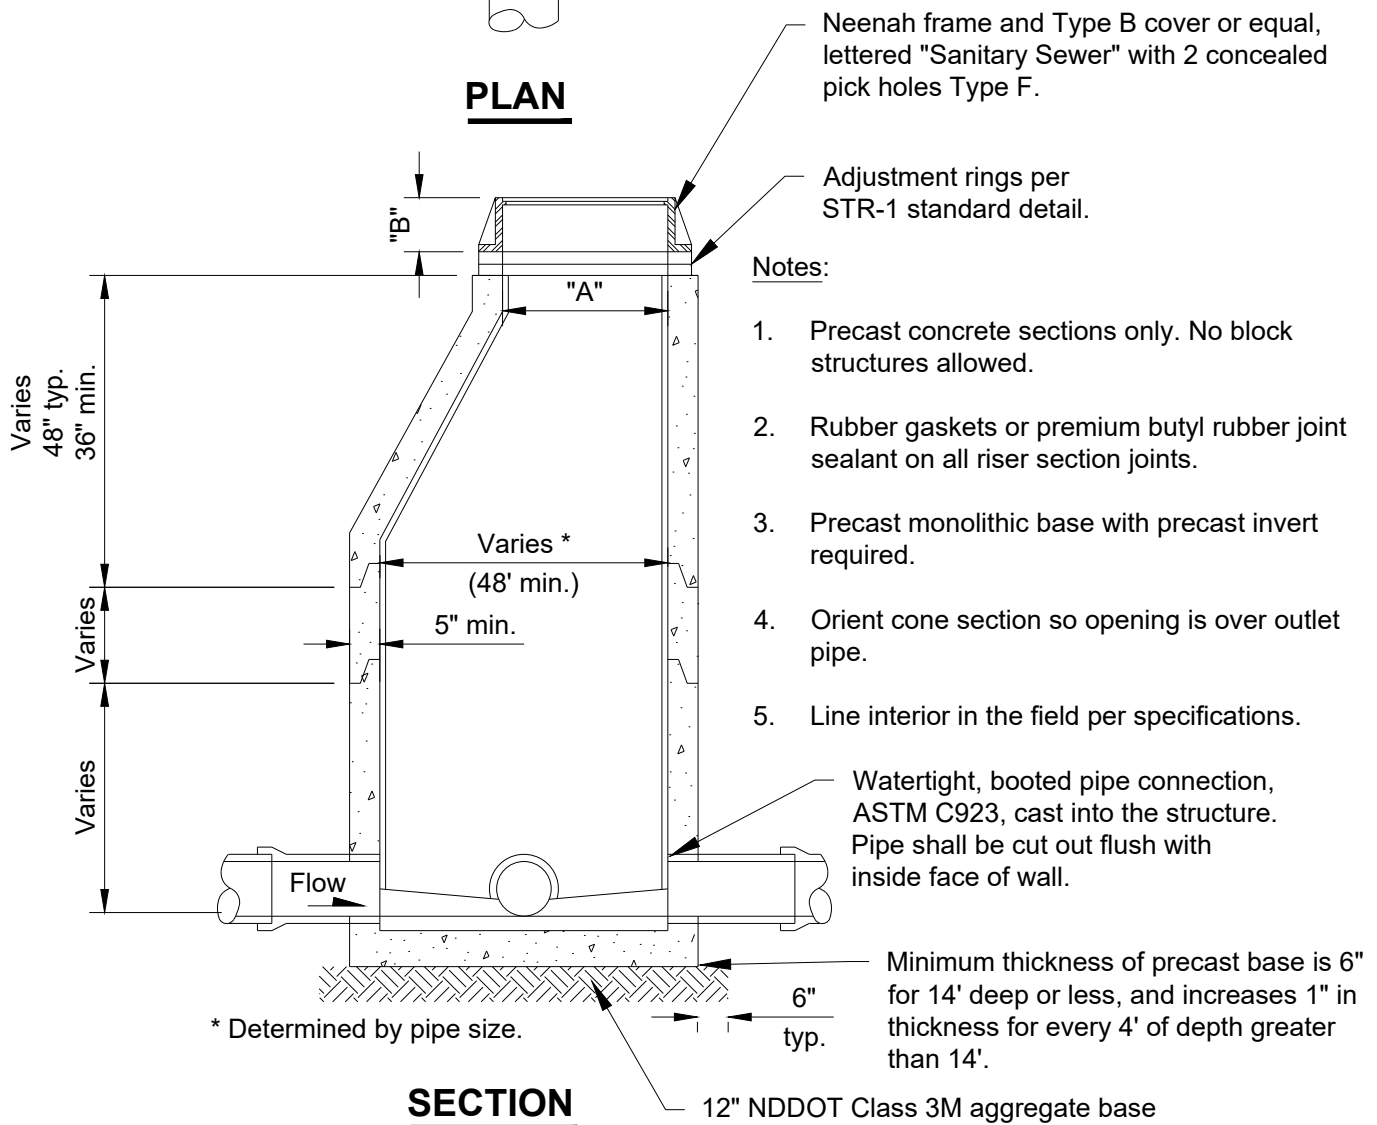 PLAN
Neenah frame and Type B cover or equal,
lettered "Sanitary Sewer" with 2 concealed
pick holes Type F.
Adjustment rings per
STR-1 standard detail.
"B"
"A"
Varies
48" typ.
36" min.
Varies *
(48' min.)
5" min.
Varies
Varies
Flow
Notes:
1. Precast concrete sections only. No block
structures allowed.
2. Rubber gaskets or premium butyl rubber joint
sealant on all riser section joints.
3. Precast monolithic base with precast invert
required.
4. Orient cone section so opening is over outlet
pipe.
5. Line interior in the field per specifications.
Watertight, booted pipe connection,
ASTM C923, cast into the structure.
Pipe shall be cut out flush with
inside face of wall.
Minimum thickness of precast base is 6"
for 14' deep or less, and increases 1" in
thickness for every 4' of depth greater
than 14'.
6"
typ.
* Determined by pipe size.
SECTION
12" NDDOT Class 3M aggregate base